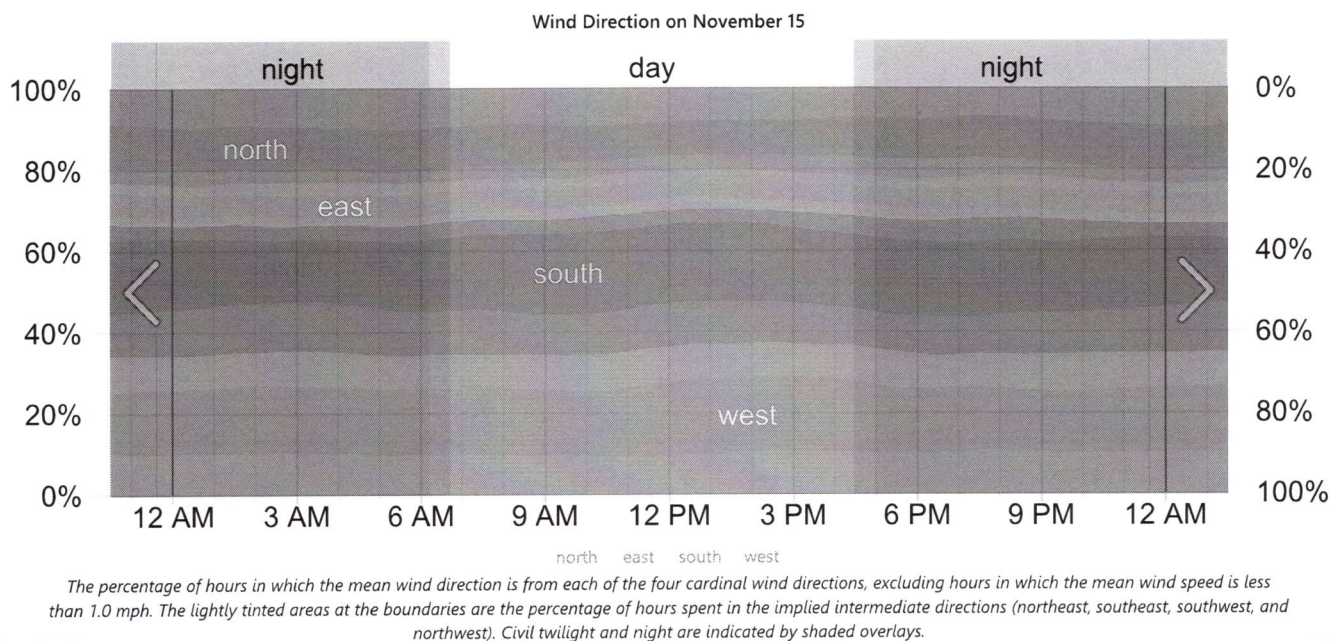 Wind Direction on November 15
night day night
100% 0%
north
80% 20%
east
60% 40%
south
40% 60%
20% west 80%
0% 100%
12 AM 3 AM 6 AM 9 AM 12 PM 3 PM 6 PM 9 PM 12 AM
north east south west
The percentage of hours in which the mean wind direction is from each of the four cardinal wind directions, excluding hours in which the mean wind speed is less
than 1.0 mph. The lightly tinted areas at the boundaries are the percentage of hours spent in the implied intermediate directions (northeast, southeast, southwest, and
northwest). Civil twilight and night are indicated by shaded overlays.